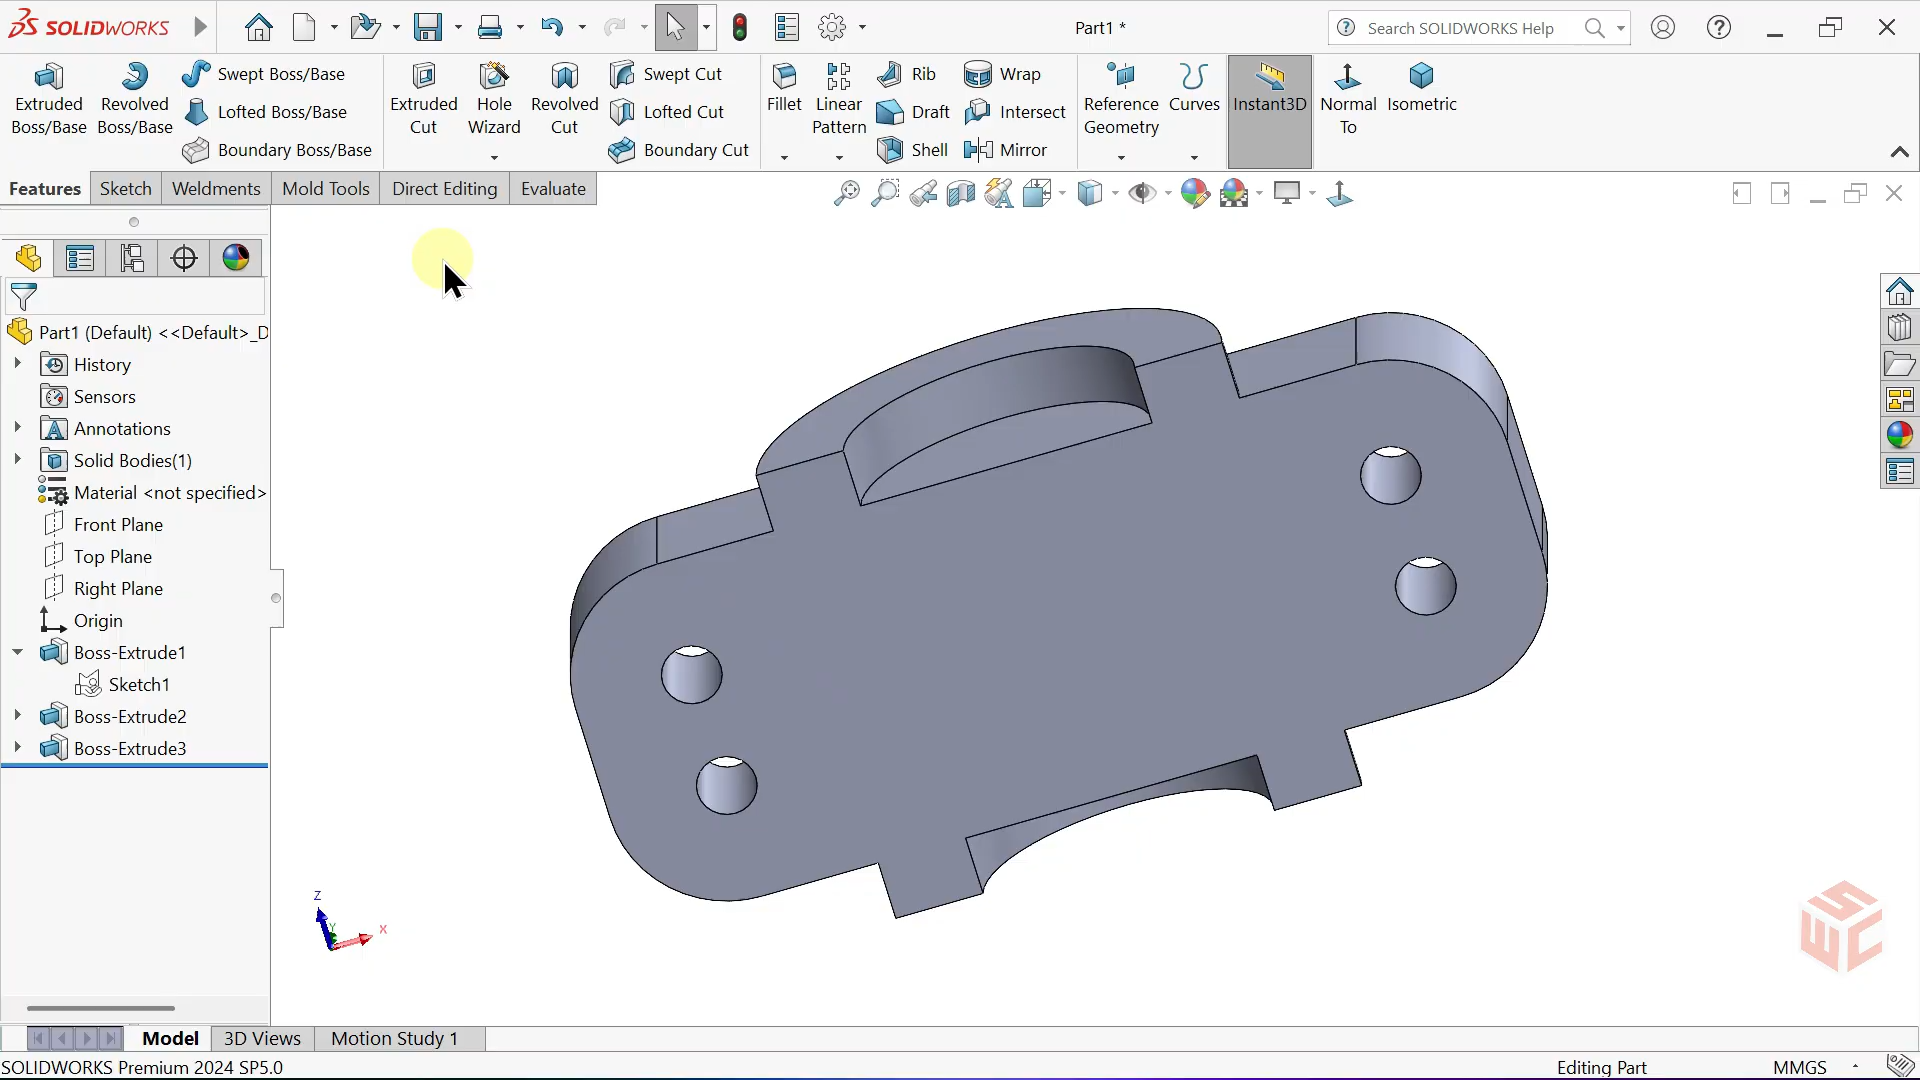 SOLIDWORKS
Part1 *
Search SOLIDWORKS Help
Extruded Boss/Base
Revolved Boss/Base
Swept Boss/Base
Lofted Boss/Base
Boundary Boss/Base
Extruded Cut
Hole Wizard
Revolved Cut
Swept Cut
Lofted Cut
Boundary Cut
Fillet
Linear Pattern
Rib
Draft
Shell
Wrap
Intersect
Mirror
Reference Geometry
Curves
Instant3D
Normal To
Isometric
Features
Sketch
Weldments
Mold Tools
Direct Editing
Evaluate
Part1 (Default) <<Default>_D
History
Sensors
Annotations
Solid Bodies(1)
Material <not specified>
Front Plane
Top Plane
Right Plane
Origin
Boss-Extrude1
Sketch1
Boss-Extrude2
Boss-Extrude3
Z
Y
X
SWC
Model
3D Views
Motion Study 1
SOLIDWORKS Premium 2024 SP5.0
Editing Part
MMGS